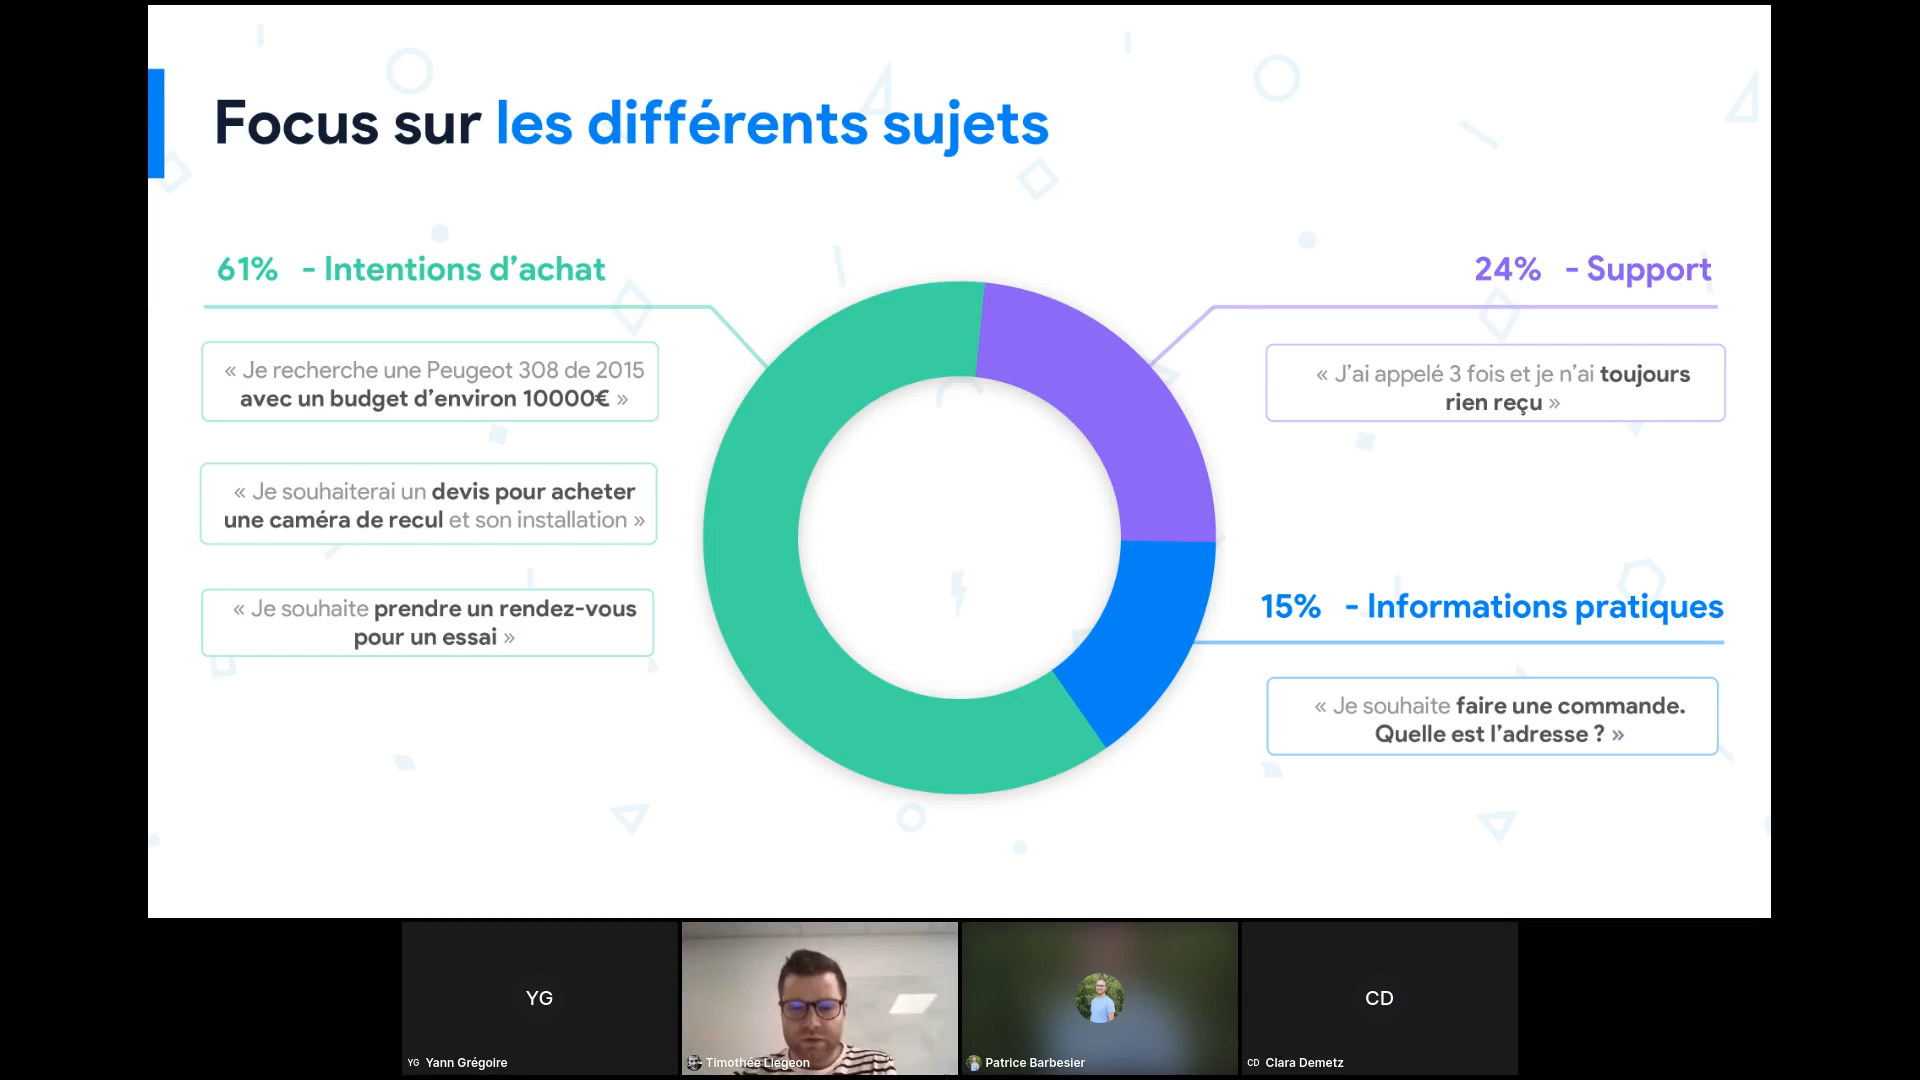 Focus sur les différents sujets
61% - Intentions d’achat
« Je recherche une Peugeot 308 de 2015
avec un budget d’environ 10000€ »
« Je souhaiterai un devis pour acheter
une caméra de recul et son installation »
« Je souhaite prendre un rendez-vous
pour un essai »
24% - Support
« J’ai appelé 3 fois et je n’ai toujours
rien reçu »
15% - Informations pratiques
« Je souhaite faire une commande.
Quelle est l’adresse ? »
YG
YG Yann Grégoire
Timothée Liegeon
Patrice Barbesier
CD
CD Clara Demetz